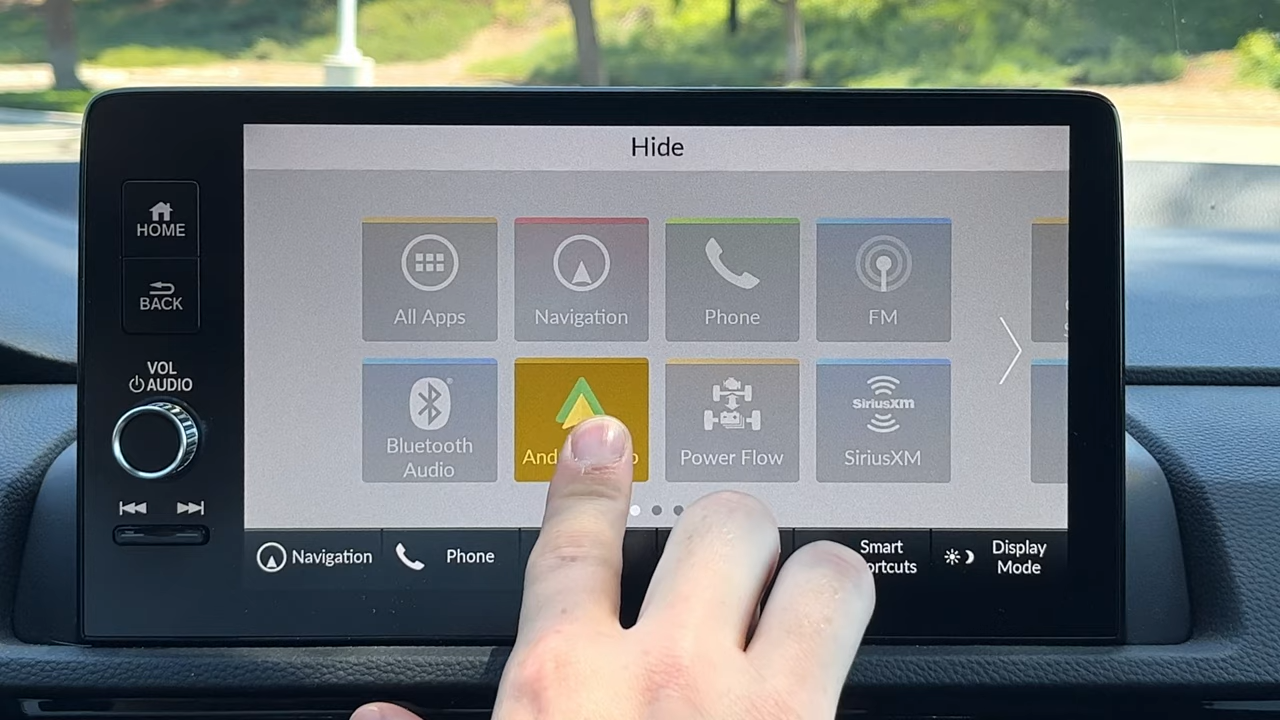 Hide
HOME
BACK
VOL
AUDIO
All Apps
Navigation
Phone
FM
Bluetooth
Audio
SiriusXM
Power Flow
SiriusXM
Navigation
Phone
Smart
Display
Mode